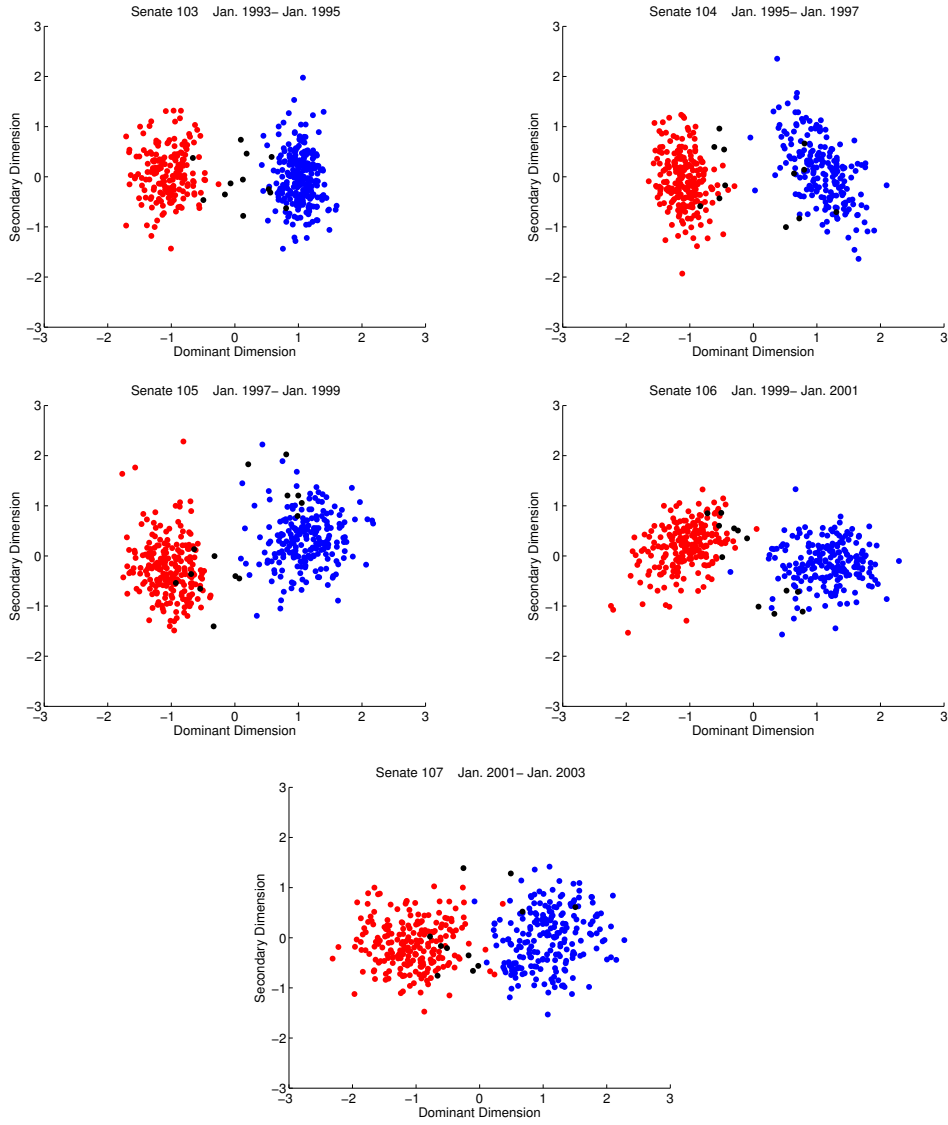 Senate 103 Jan. 1993− Jan. 1995
3
2
1
0
−1
−2
−3
Secondary Dimension
−3 −2 −1 0 1 2 3
Dominant Dimension
Senate 104 Jan. 1995− Jan. 1997
3
2
1
0
−1
−2
−3
Secondary Dimension
−3 −2 −1 0 1 2 3
Dominant Dimension
Senate 105 Jan. 1997− Jan. 1999
3
2
1
0
−1
−2
−3
Secondary Dimension
−3 −2 −1 0 1 2 3
Dominant Dimension
Senate 106 Jan. 1999− Jan. 2001
3
2
1
0
−1
−2
−3
Secondary Dimension
−3 −2 −1 0 1 2 3
Dominant Dimension
Senate 107 Jan. 2001− Jan. 2003
3
2
1
0
−1
−2
−3
Secondary Dimension
−3 −2 −1 0 1 2 3
Dominant Dimension